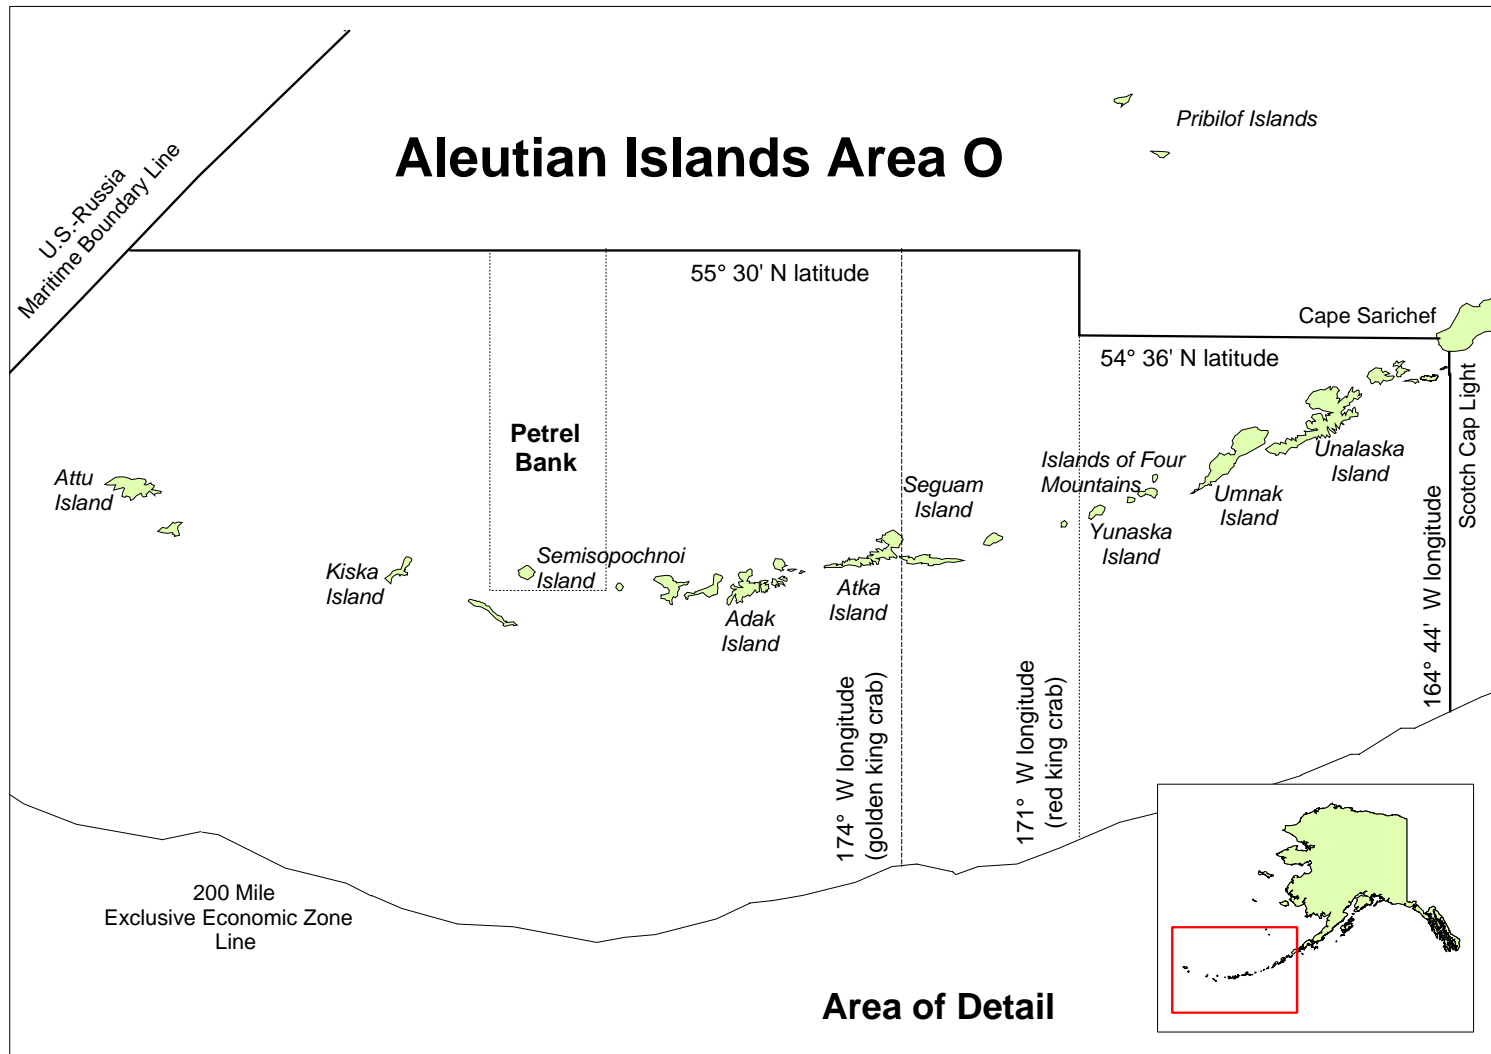 Pribilof Islands
Aleutian Islands Area O
U.S.-Russia
Maritime Boundary Line
55° 30' N latitude
Cape Sarichef
54° 36' N latitude
Scotch Cap Light
164° 44' W longitude
Petrel
Bank
Attu
Island
Kiska
Island
Semisopochnoi
Island
Adak
Island
Atka
Island
Seguam
Island
Islands of Four
Mountains
Yunaska
Island
Umnak
Island
Unalaska
Island
174° W longitude
(golden king crab)
171° W longitude
(red king crab)
200 Mile
Exclusive Economic Zone
Line
Area of Detail